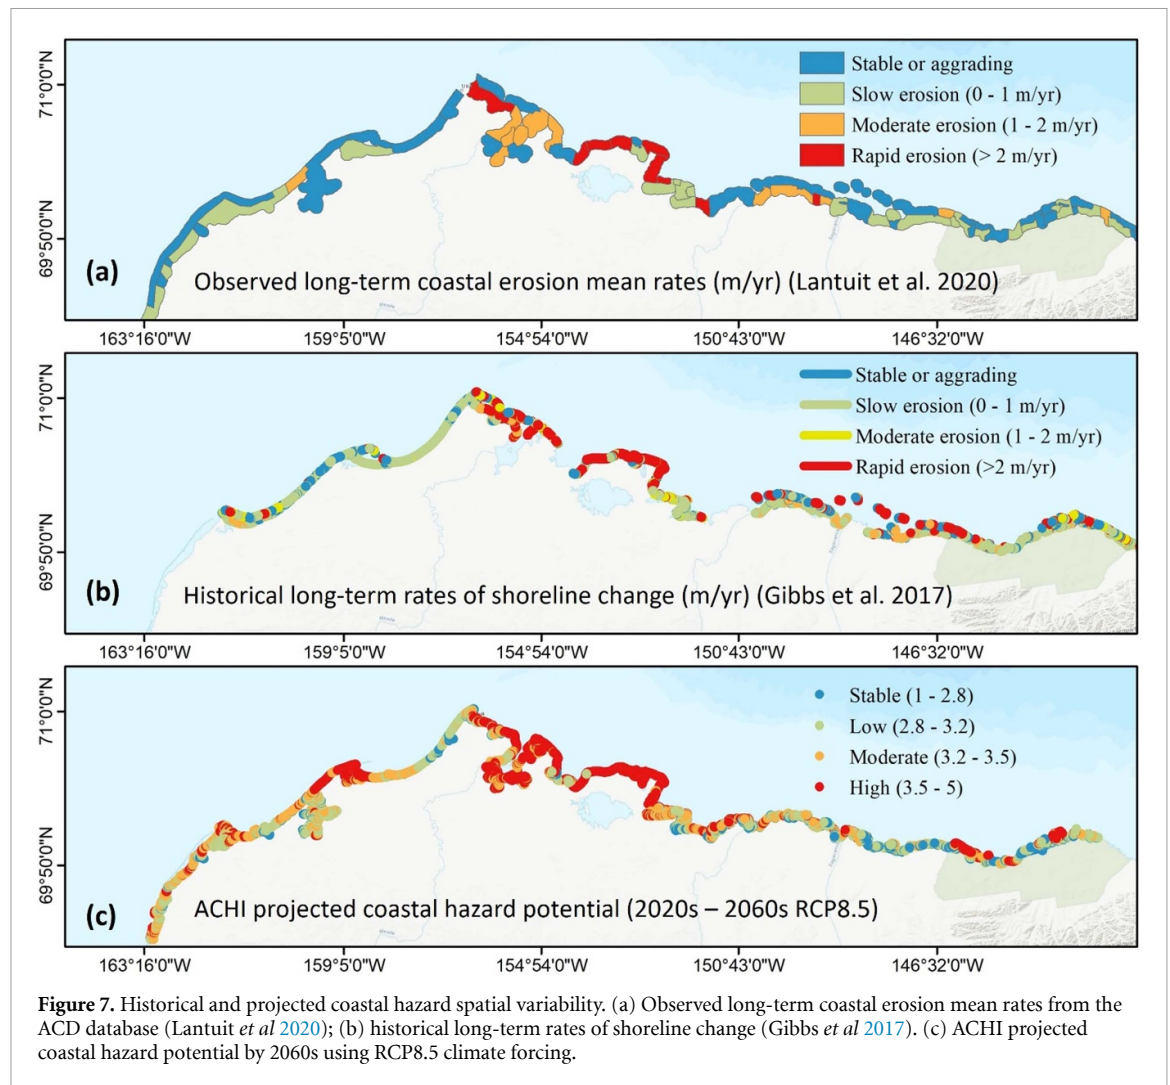 71°0'0"N
69°50'0"N
Stable or aggrading
Slow erosion (0 - 1 m/yr)
Moderate erosion (1 - 2 m/yr)
Rapid erosion (> 2 m/yr)
(a)
Observed long-term coastal erosion mean rates (m/yr) (Lantuit et al. 2020)
163°16'0"W 159°5'0"W 154°54'0"W 150°43'0"W 146°32'0"W
71°0'0"N
69°50'0"N
Stable or aggrading
Slow erosion (0 - 1 m/yr)
Moderate erosion (1 - 2 m/yr)
Rapid erosion (>2 m/yr)
(b)
Historical long-term rates of shoreline change (m/yr) (Gibbs et al. 2017)
163°16'0"W 159°5'0"W 154°54'0"W 150°43'0"W 146°32'0"W
71°0'0"N
69°50'0"N
Stable (1 - 2.8)
Low (2.8 - 3.2)
Moderate (3.2 - 3.5)
High (3.5 - 5)
(c)
ACHI projected coastal hazard potential (2020s – 2060s RCP8.5)
163°16'0"W 159°5'0"W 154°54'0"W 150°43'0"W 146°32'0"W
Figure 7. Historical and projected coastal hazard spatial variability. (a) Observed long-term coastal erosion mean rates from the
ACD database (Lantuit et al 2020); (b) historical long-term rates of shoreline change (Gibbs et al 2017). (c) ACHI projected
coastal hazard potential by 2060s using RCP8.5 climate forcing.